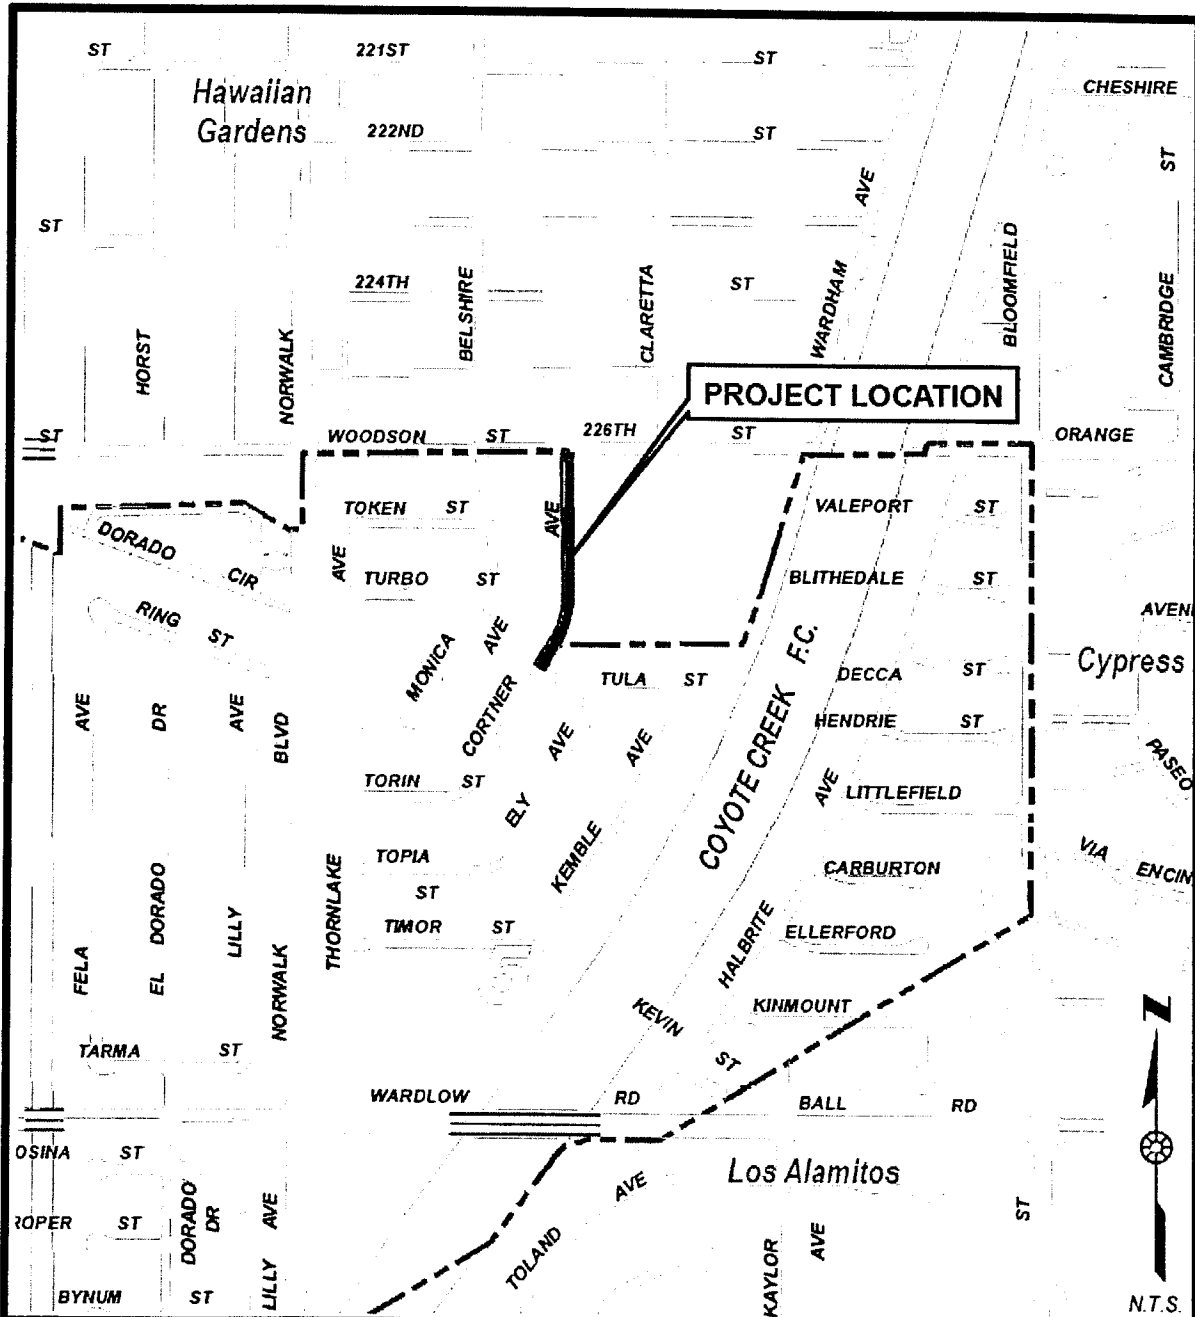 ST 221ST ST
Hawaiian
Gardens
CHESHIRE
222ND ST
ST
AVE
ST
BLOOMFIELD
224TH ST
BELSHIRE
CLARETTA
WARDHAM
CAMBRIDGE
HORST
NORWALK
PROJECT LOCATION
ST
WOODSON ST
226TH ST
ORANGE
TOKEN ST
AVE
VALEPORT ST
DORADO
CIR
AVE
TURBO ST
BLITHEDALE ST
RING ST
AVEN
MONICA
AVE
F.C.
Cypress
TULA ST
DECCA ST
AVE
DR
AVE
BLVD
CORTNER
AVE
AVE
HENDRIE ST
PASEO
TORIN ST
ELY
AVE
LITTLEFIELD
COYOTE CREEK
TOPIA
ST
KEMBLE
CARBURTON
VIA
ENCIN
THORNLAKE
TIMOR ST
ELLERFORD
FELA
EL DORADO
LILLY
NORWALK
HALBRITE
KEVIN
ST
KINMOUNT
TARMA ST
WARDLOW RD
BALL RD
OSINA ST
Los Alamitos
AVE
ST
ROPER ST
DORADO
DR
AVE
TOLAND
AVE
BYNUM ST
LILLY
KAYLOR
Z
N.T.S.